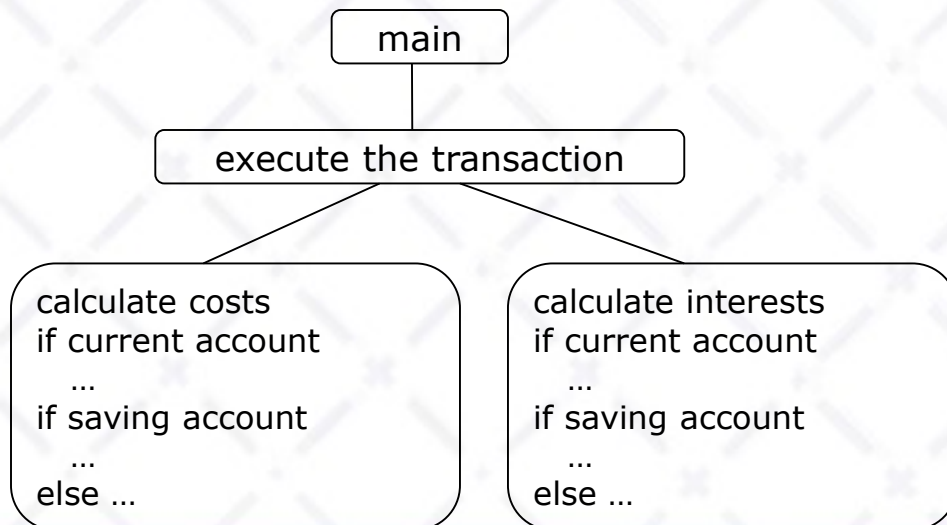 main
execute the transaction
calculate costs
if current account
…
if saving account
…
else …
calculate interests
if current account
…
if saving account
…
else …